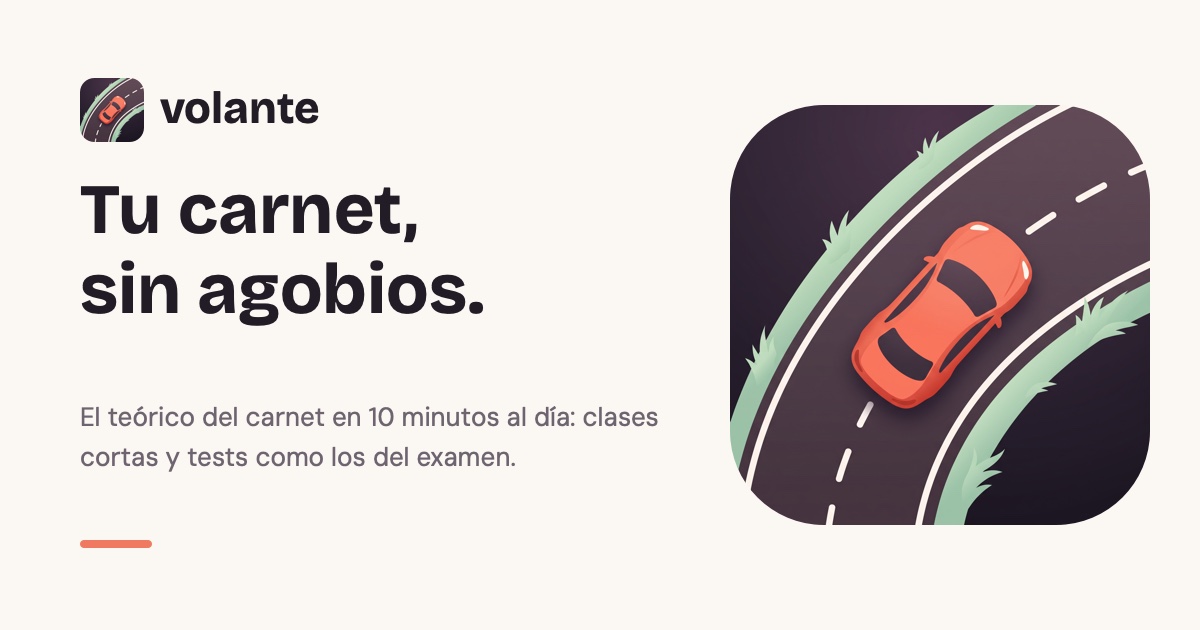 volante
Tu carnet,
sin agobios.
El teórico del carnet en 10 minutos al día: clases
cortas y tests como los del examen.